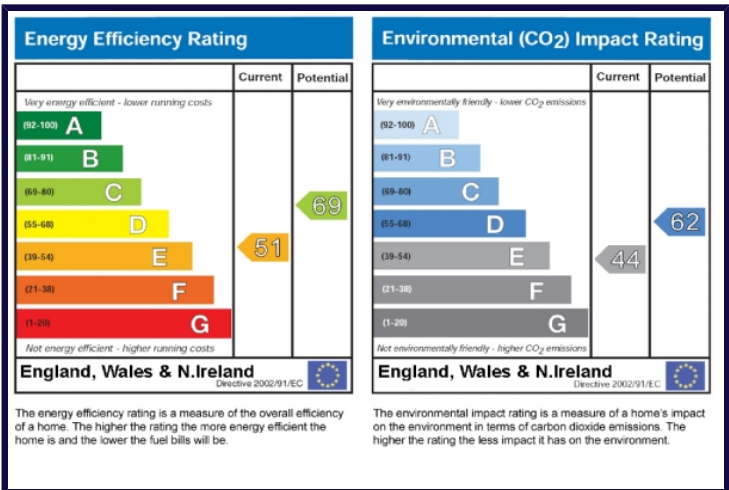 Energy Efficiency Rating
Current Potential
Very energy efficient - lower running costs
(92-100) A
(81-91) B
(69-80) C
69
(55-68) D
(39-54) E
51
(21-38) F
(1-20) G
Not energy efficient - higher running costs
England, Wales & N.Ireland
Directive 2002/91/EC
The energy efficiency rating is a measure of the overall efficiency
of a home. The higher the rating the more energy efficient the
home is and the lower the fuel bills will be.
Environmental (CO2) Impact Rating
Current Potential
Very environmentally friendly - lower CO2 emissions
(92-100) A
(81-91) B
(69-80) C
(55-68) D
62
(39-54) E
44
(21-38) F
(1-20) G
Not environmentally friendly - higher CO2 emissions
England, Wales & N.Ireland
Directive 2002/91/EC
The environmental impact rating is a measure of a home's impact
on the environment in terms of carbon dioxide emissions. The
higher the rating the less impact it has on the environment.